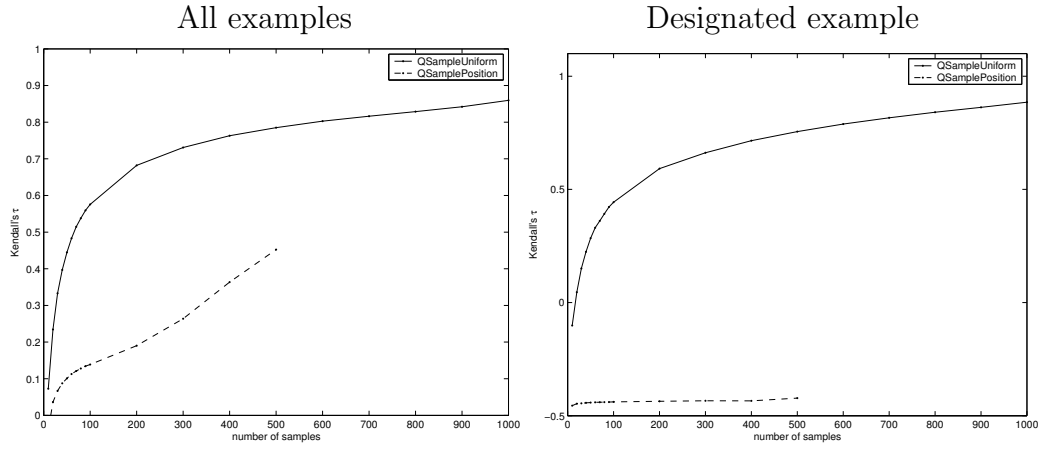 All examples
1
0.9
0.8
0.7
0.6
0.5
0.4
0.3
0.2
0.1
0
Kendall's τ
QSampleUniform
QSamplePosition
0 100 200 300 400 500 600 700 800 900 1000
number of samples
Designated example
1
0.5
0
−0.5
Kendall's τ
QSampleUniform
QSamplePosition
0 100 200 300 400 500 600 700 800 900 1000
number of samples